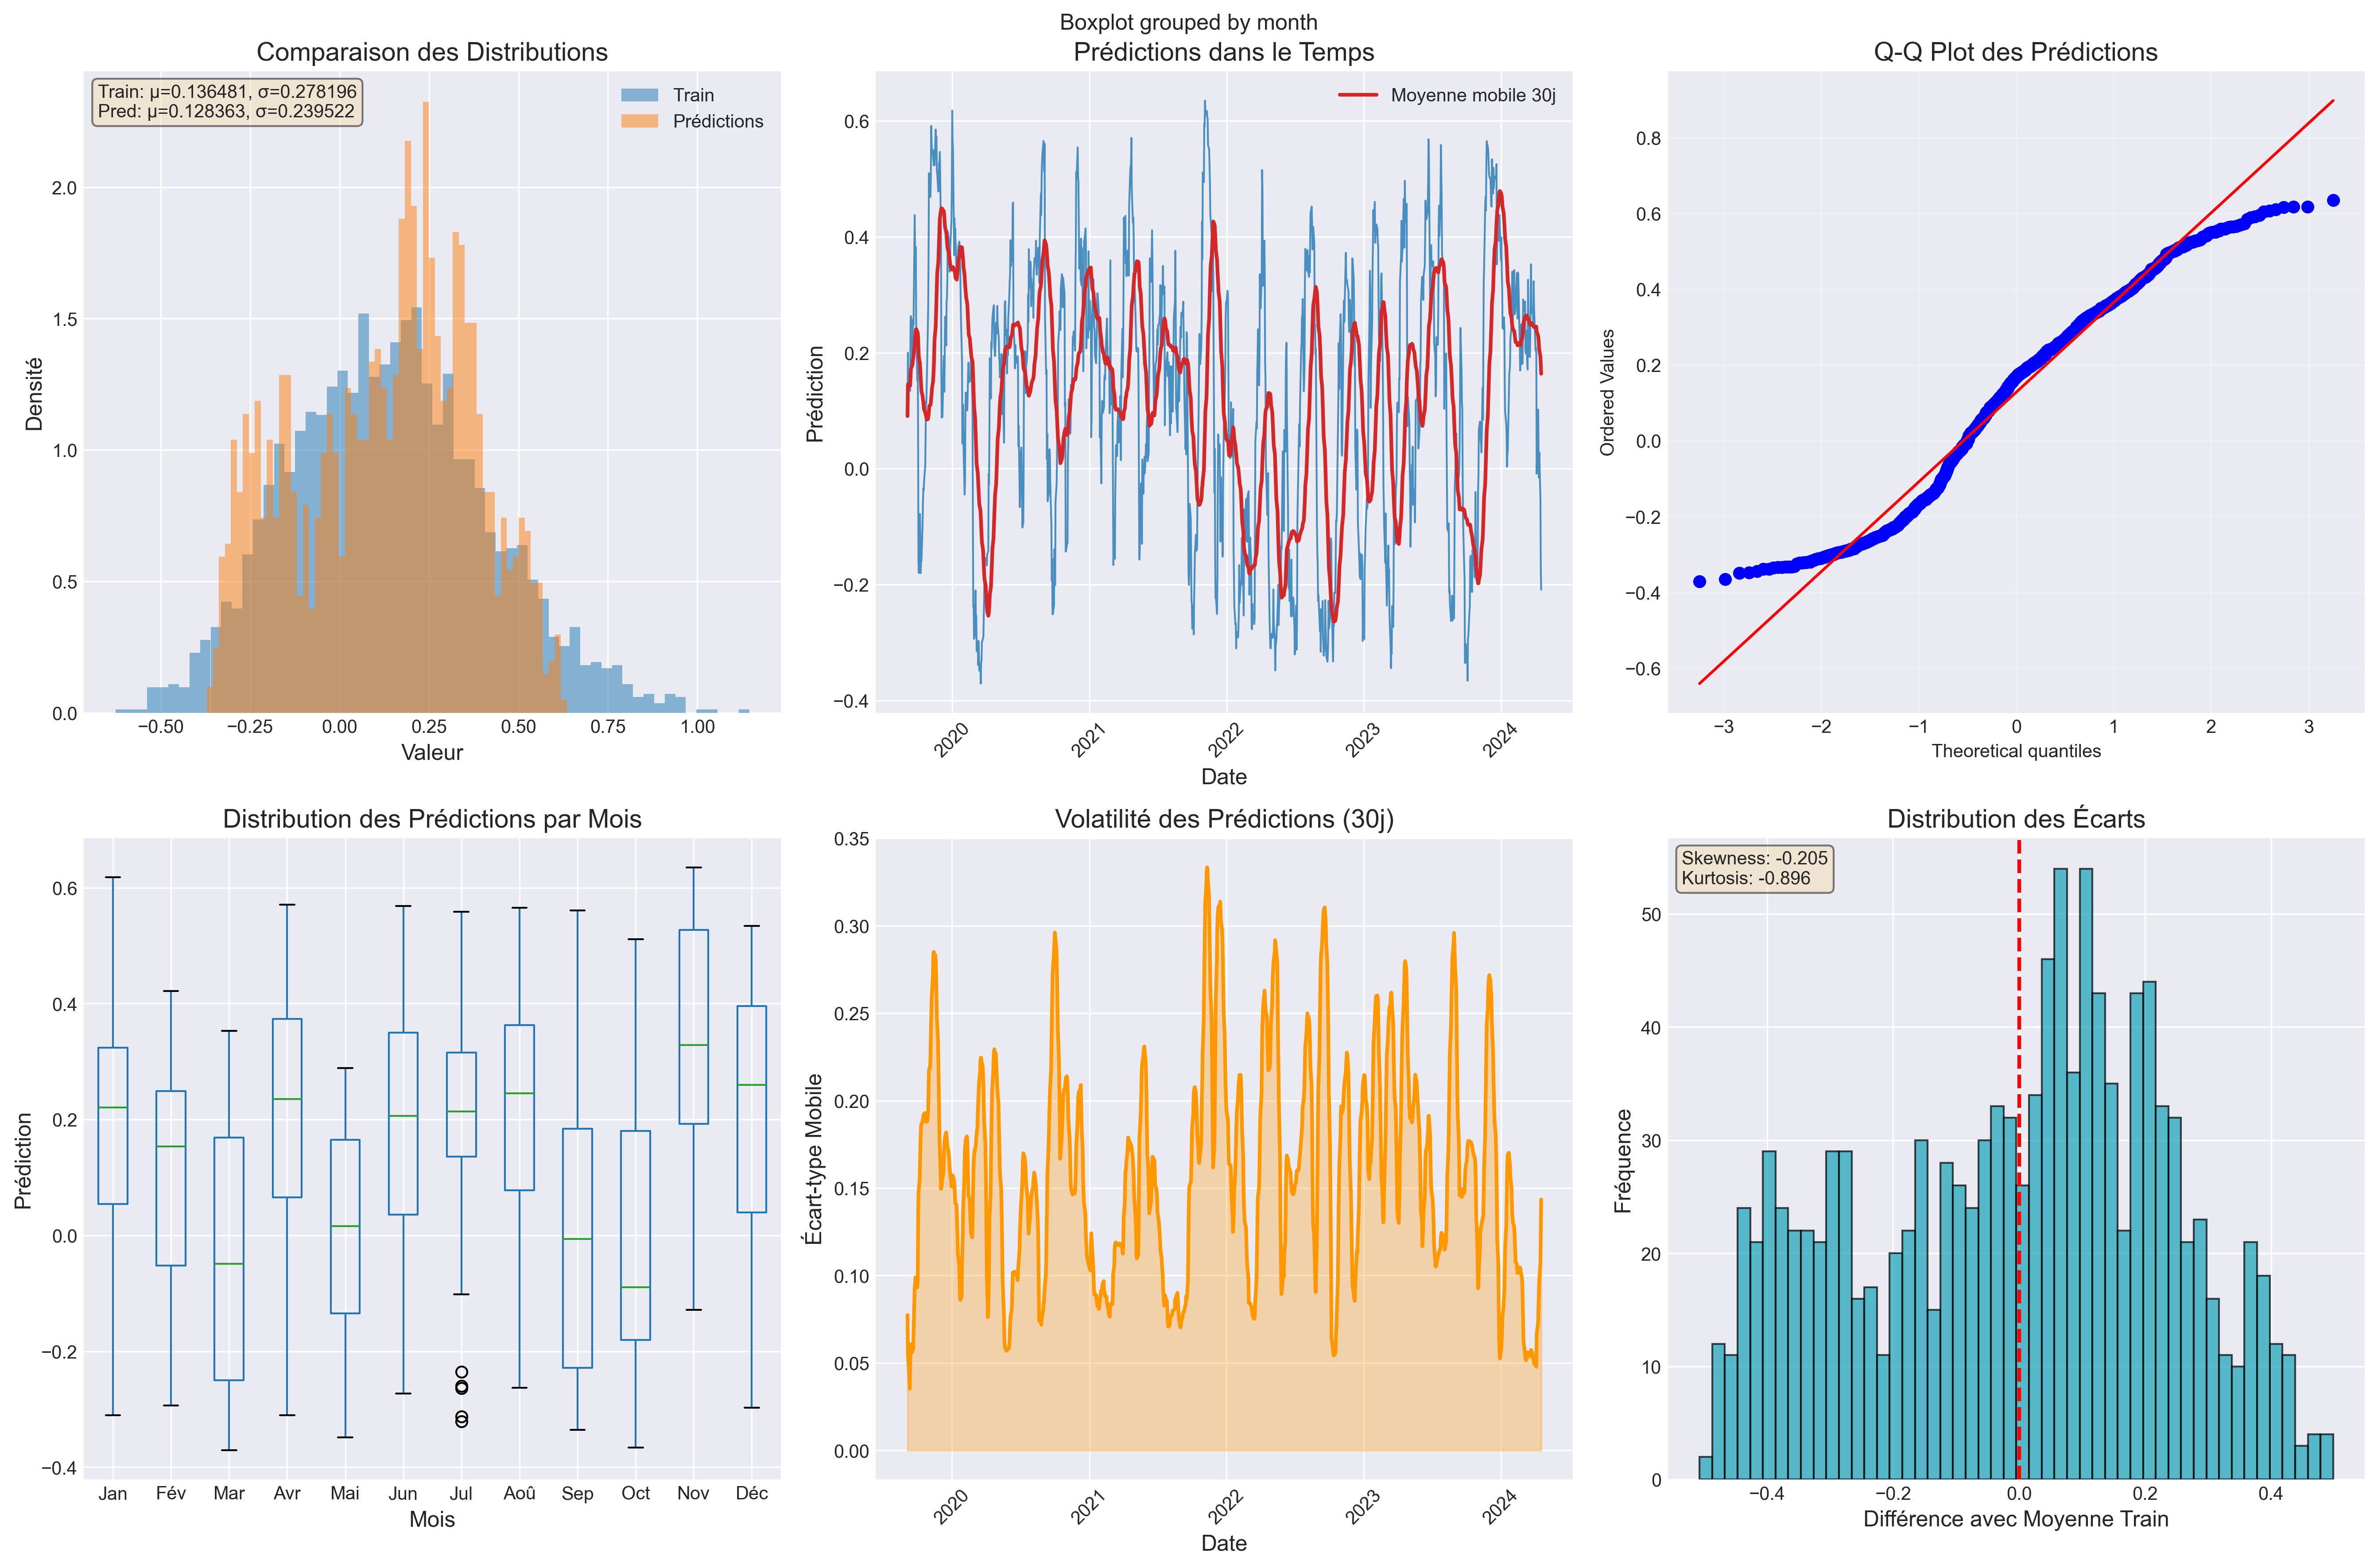 Boxplot grouped by month
Comparaison des Distributions
Train: μ=0.136481, σ=0.278196
Pred: μ=0.128363, σ=0.239522
Train
Prédictions
Densité
2.0
1.5
1.0
0.5
0.0
−0.50
−0.25
0.00
0.25
0.50
0.75
1.00
Valeur
Prédictions dans le Temps
Moyenne mobile 30j
Prédiction
0.6
0.4
0.2
0.0
−0.2
−0.4
2020
2021
2022
2023
2024
Date
Q-Q Plot des Prédictions
Ordered Values
0.8
0.6
0.4
0.2
0.0
−0.2
−0.4
−0.6
−3
−2
−1
0
1
2
3
Theoretical quantiles
Distribution des Prédictions par Mois
Prédiction
0.6
0.4
0.2
0.0
−0.2
−0.4
Jan
Fév
Mar
Avr
Mai
Jun
Jul
Aoû
Sep
Oct
Nov
Déc
Mois
Volatilité des Prédictions (30j)
Écart-type Mobile
0.35
0.30
0.25
0.20
0.15
0.10
0.05
0.00
2020
2021
2022
2023
2024
Date
Distribution des Écarts
Skewness: -0.205
Kurtosis: -0.896
Fréquence
50
40
30
20
10
0
−0.4
−0.2
0.0
0.2
0.4
Différence avec Moyenne Train